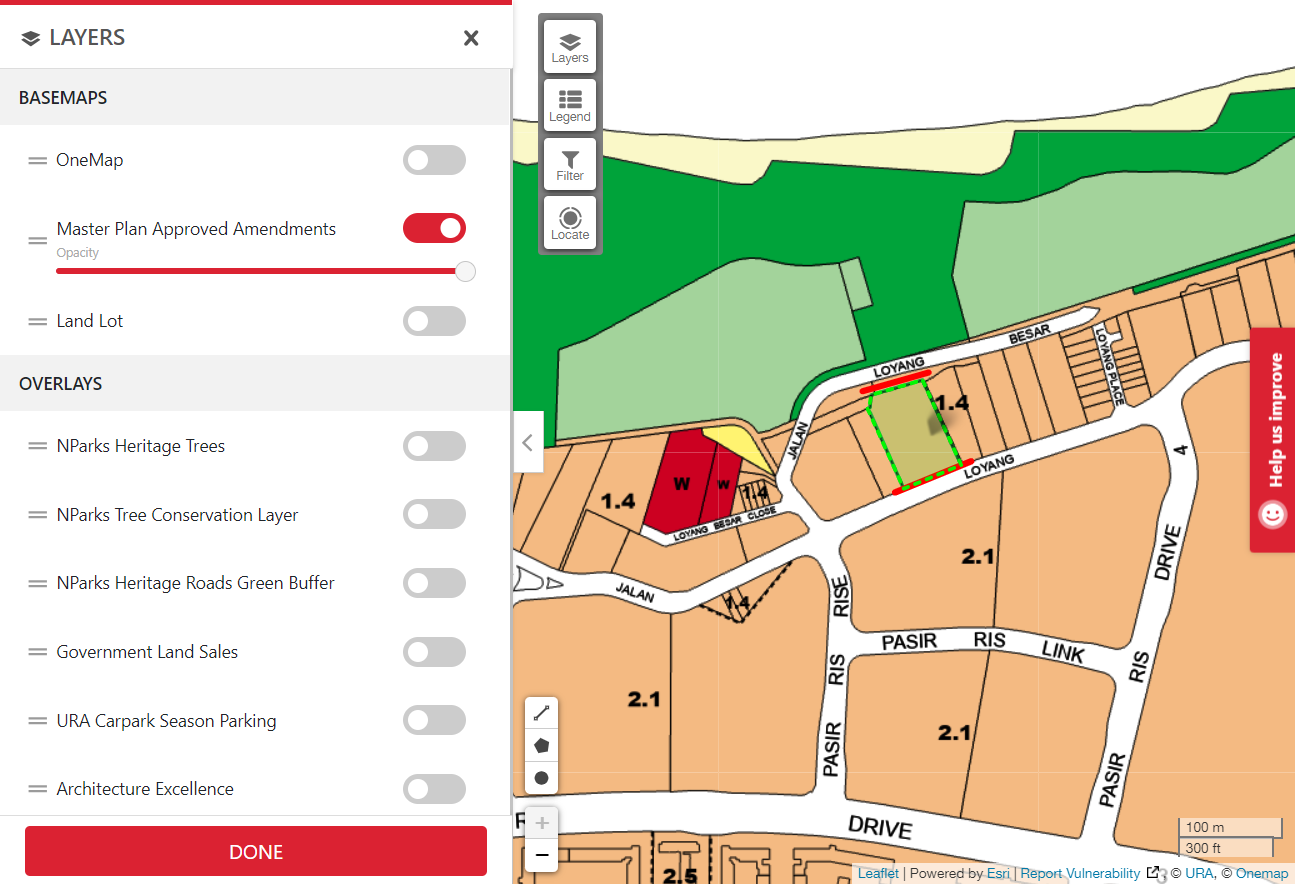 LAYERS
BASEMAPS
OneMap
Master Plan Approved Amendments
Opacity
Land Lot
OVERLAYS
NParks Heritage Trees
NParks Tree Conservation Layer
NParks Heritage Roads Green Buffer
Government Land Sales
URA Carpark Season Parking
Architecture Excellence
DONE
Layers
Legend
Filter
Locate
LOYANG BESAR
LOYANG PLACE
1.4
JALAN
LOYANG
4
W
W
1.4
1.4
LOYANG BESAR CLOSE
Help us improve
2.1
DRIVE
JALAN
1.4
RISE
PASIR RIS LINK
RIS
RIS
2.1
2.1
PASIR
PASIR
R
DRIVE
2.5
100 m
300 ft
Leaflet | Powered by Esri | Report Vulnerability © URA, © Onemap